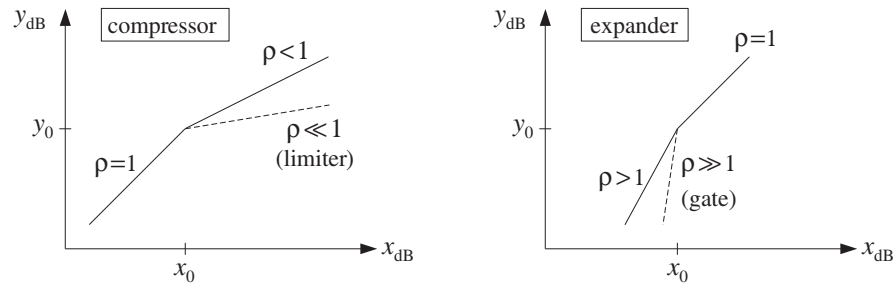 y_dB
compressor
ρ<1
y_0
ρ≪1
(limiter)
ρ=1
x_0
x_dB
y_dB
expander
ρ=1
y_0
ρ>1
ρ≫1
(gate)
x_0
x_dB